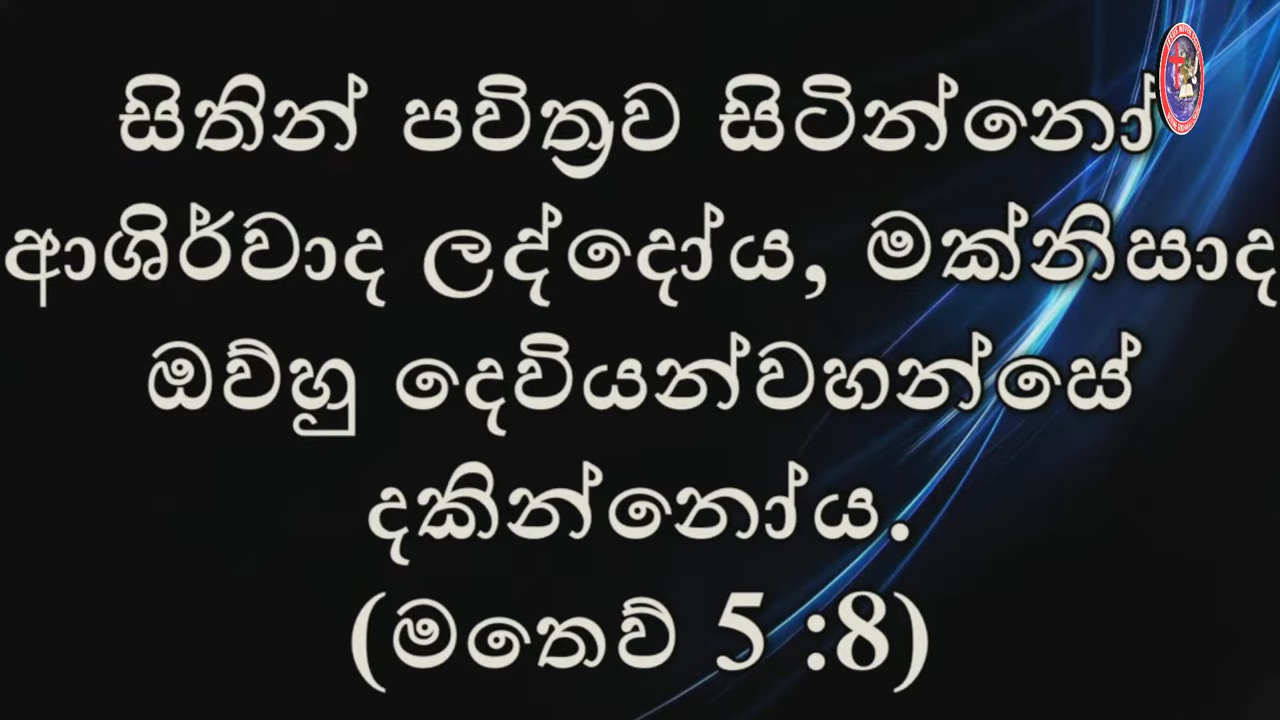 සිතින් පවිත්‍රව සිටින්නෝ
ආශිර්වාද ලද්දෝය, මක්නිසාද
ඔව්හු දෙවියන්වහන්සේ
දකින්නෝය.
(මතෙව් 5 :8)